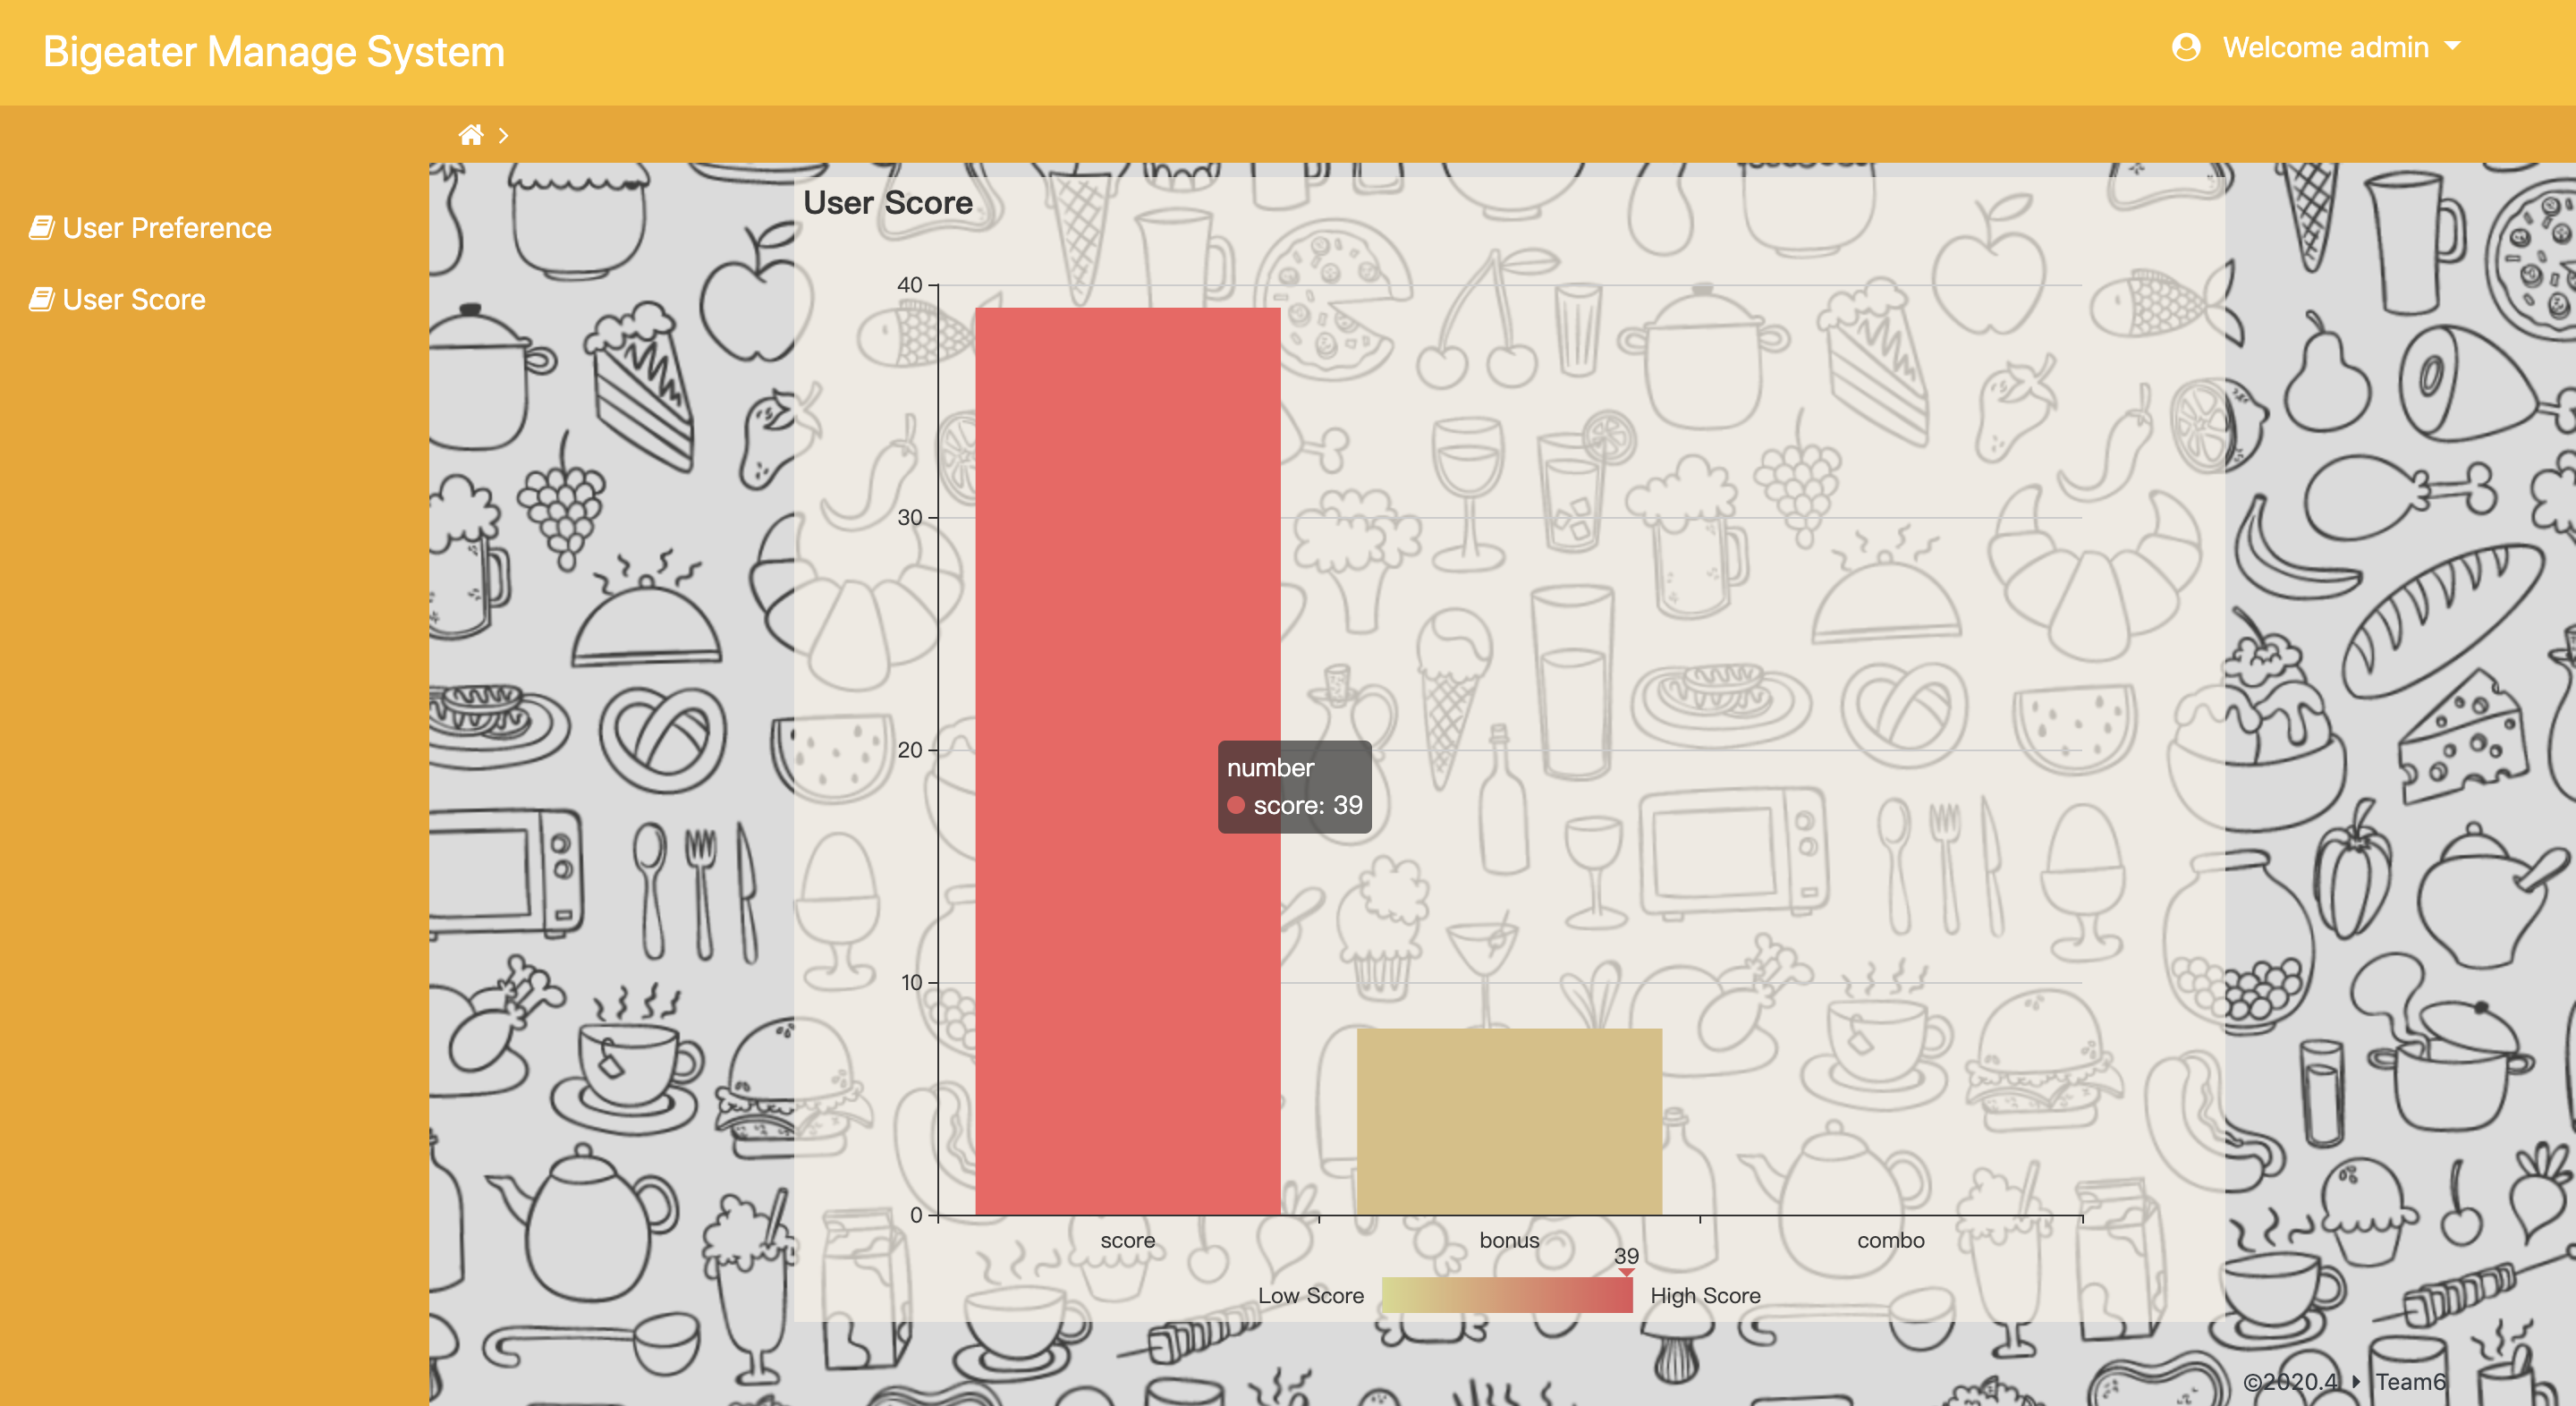 Bigeater Manage System
Welcome admin
User Preference
User Score
User Score
40
30
20
10
0
number
score: 39
score
bonus
combo
39
Low Score
High Score
©2020.4
Team6